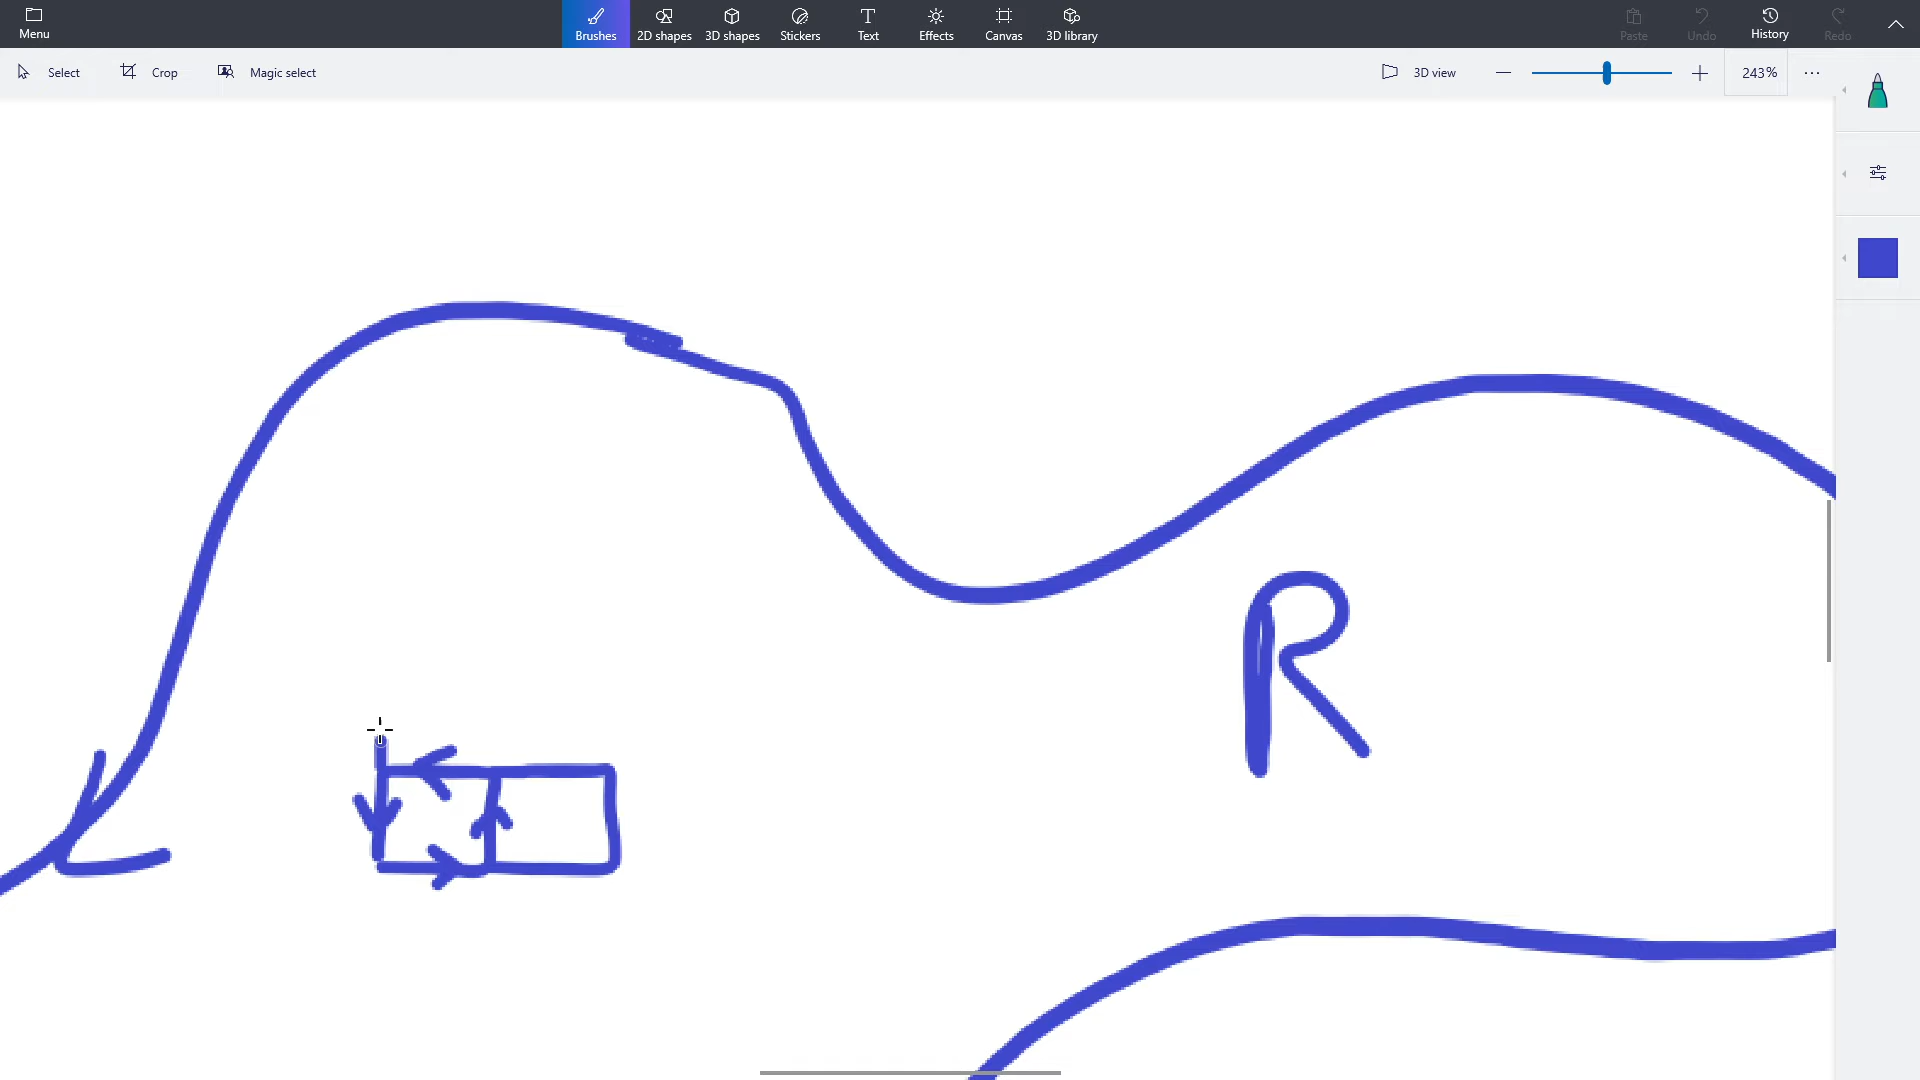 Menu
Brushes 2D shapes 3D shapes Stickers Text Effects Canvas 3D library
Paste Undo History Redo
Select Crop Magic select
3D view 243%
R